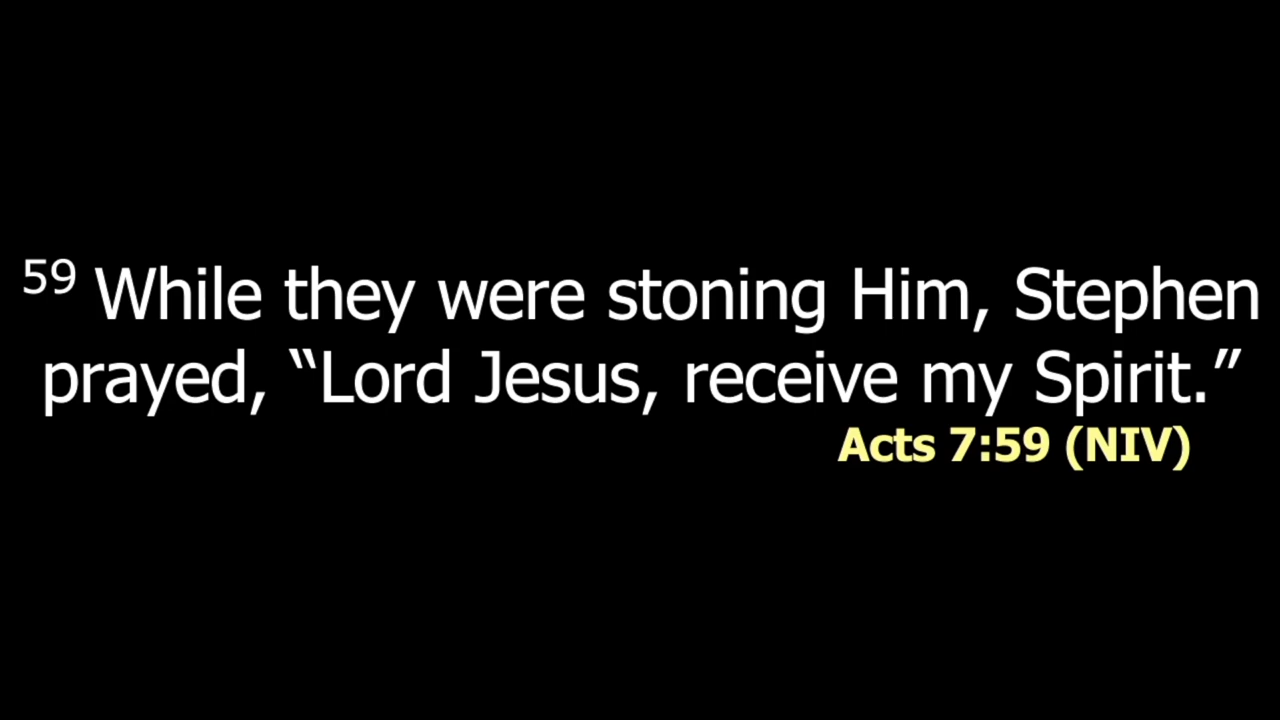 59 While they were stoning Him, Stephen
prayed, “Lord Jesus, receive my Spirit.”
Acts 7:59 (NIV)